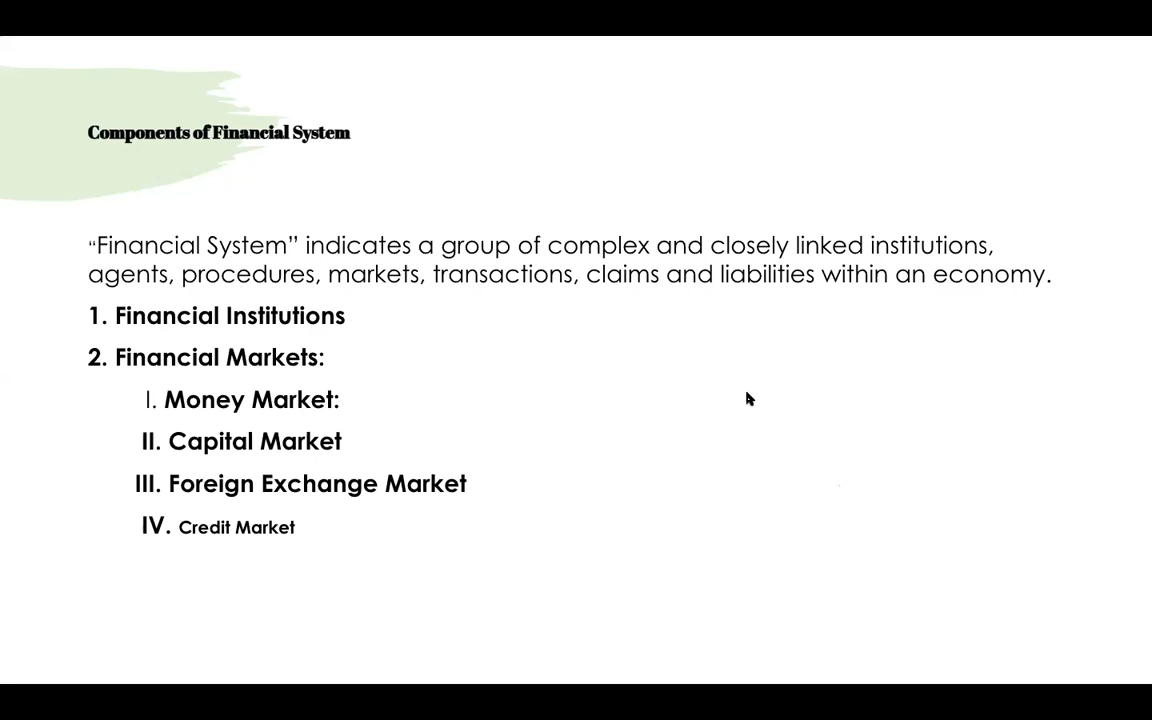 Components of Financial System
“Financial System” indicates a group of complex and closely linked institutions,
agents, procedures, markets, transactions, claims and liabilities within an economy.
1. Financial Institutions
2. Financial Markets:
I. Money Market:
II. Capital Market
III. Foreign Exchange Market
IV. Credit Market